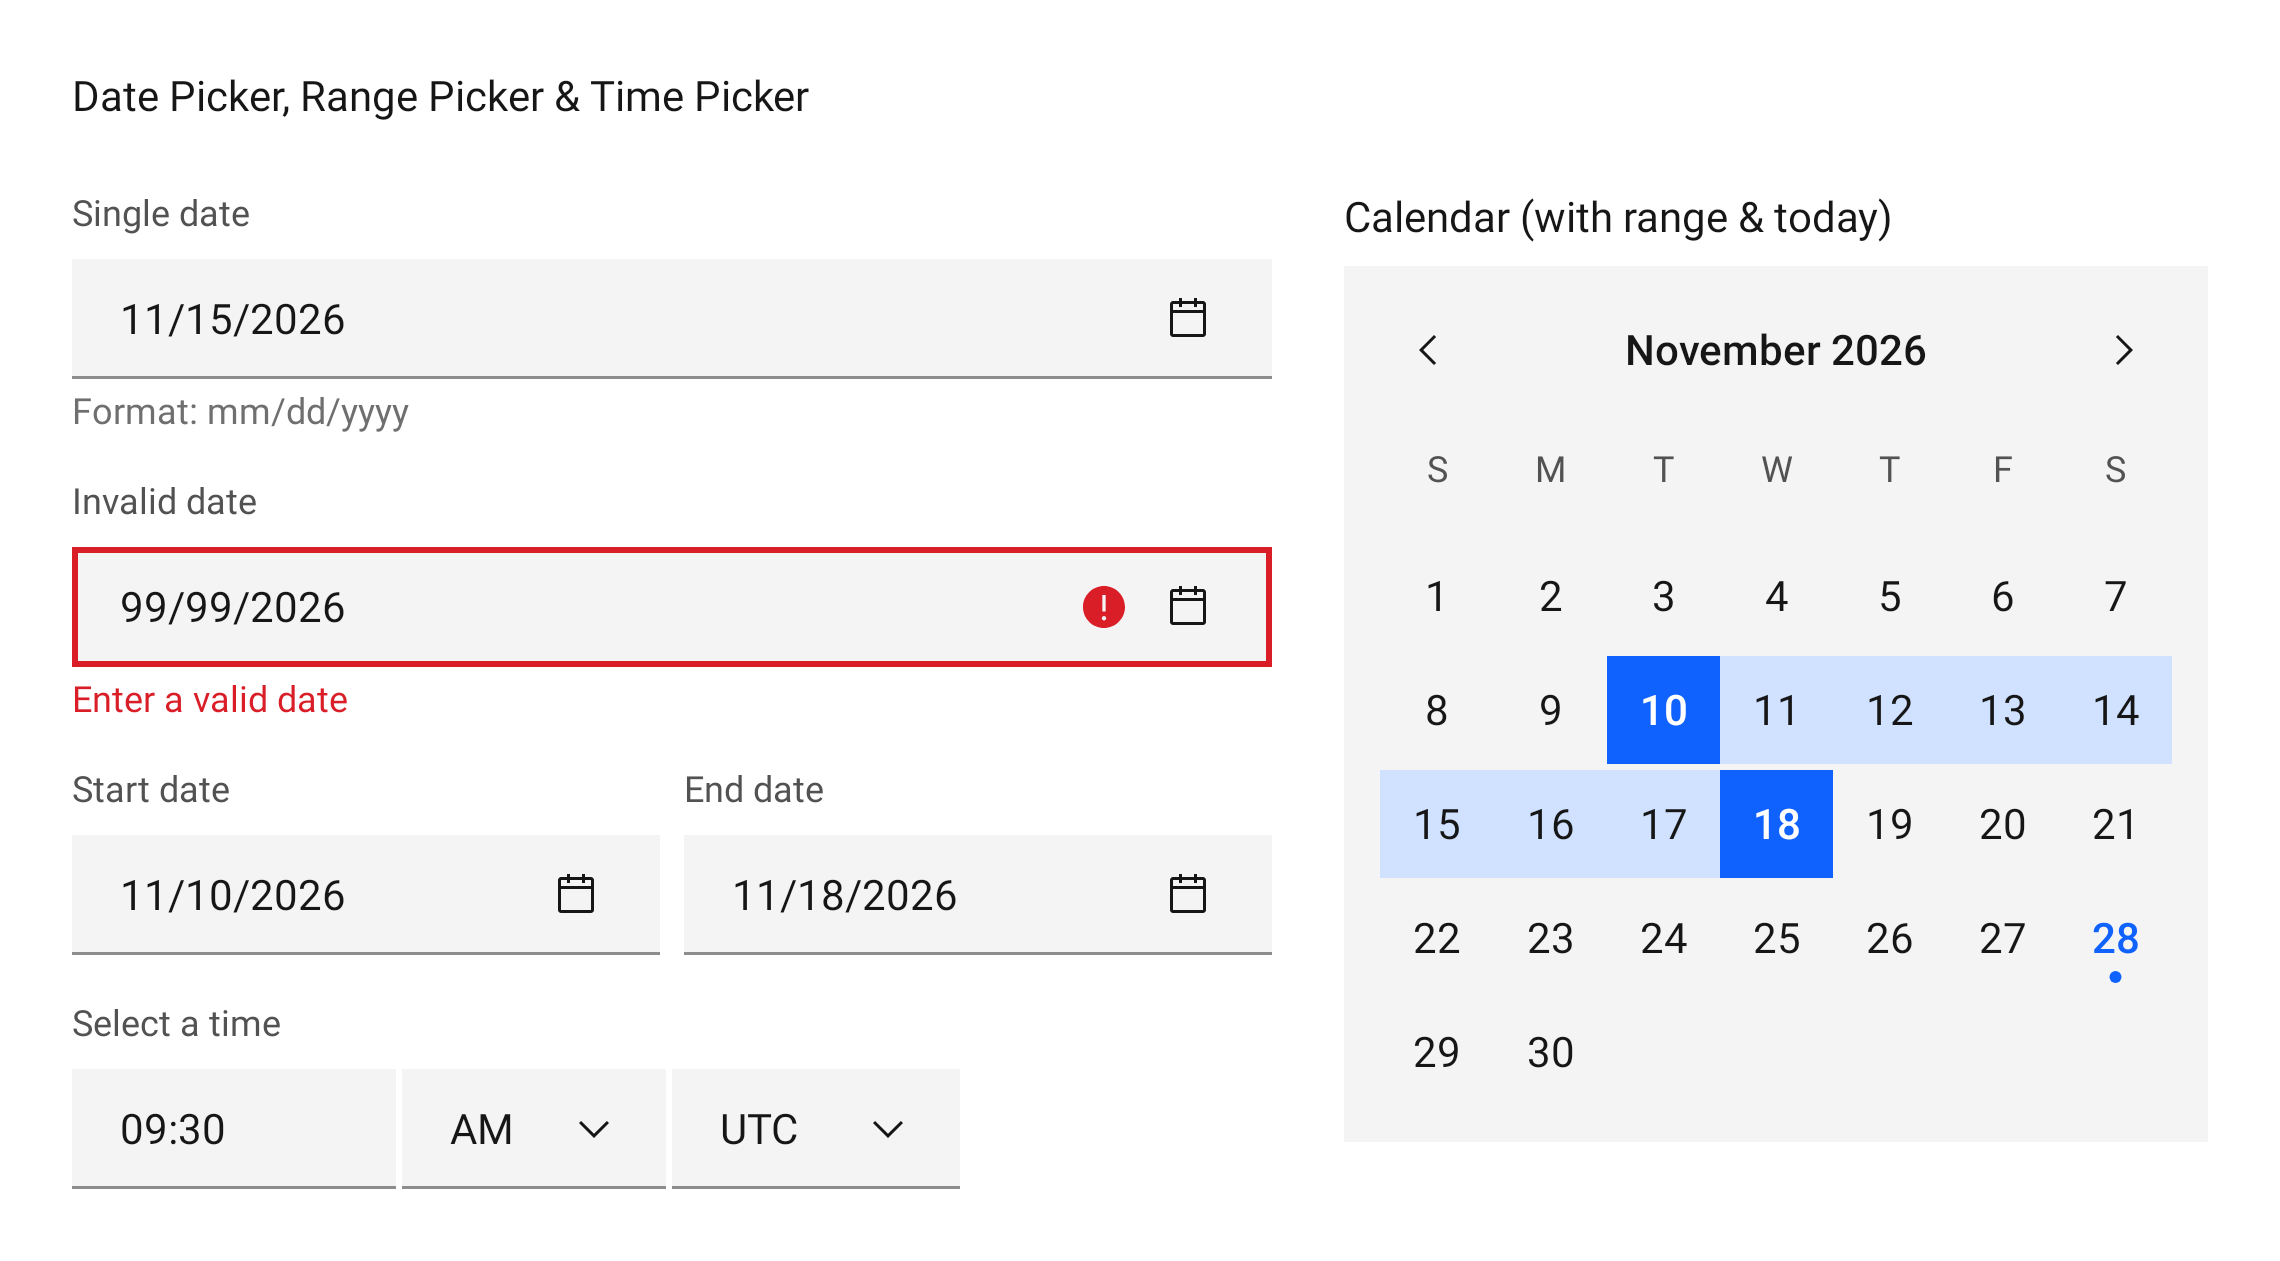 Date Picker, Range Picker & Time Picker
Single date
11/15/2026
Format: mm/dd/yyyy
Invalid date
99/99/2026
Enter a valid date
Start date
End date
11/10/2026
11/18/2026
Select a time
09:30
AM
UTC
Calendar (with range & today)
November 2026
S M T W T F S
1 2 3 4 5 6 7
8 9 10 11 12 13 14
15 16 17 18 19 20 21
22 23 24 25 26 27 28
29 30